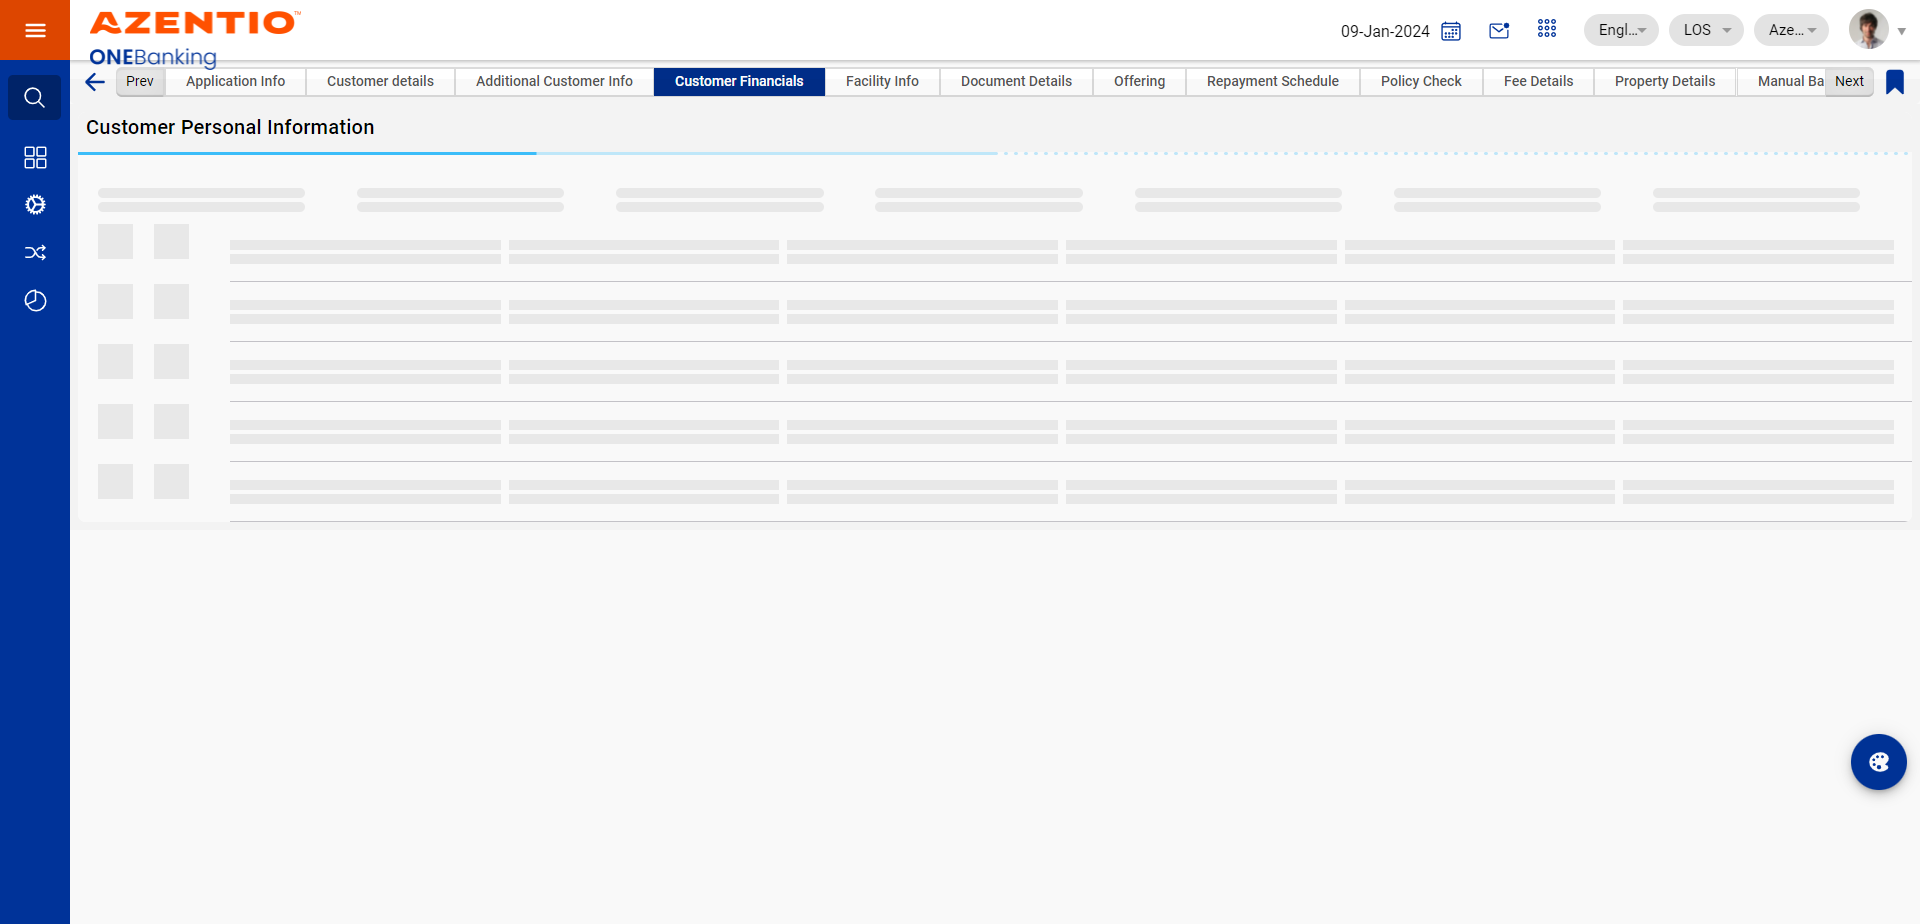 AZENTIO™
ONEBanking
09-Jan-2024
Engl...
LOS
Aze...
Prev
Application Info
Customer details
Additional Customer Info
Customer Financials
Facility Info
Document Details
Offering
Repayment Schedule
Policy Check
Fee Details
Property Details
Manual Ba
Next
Customer Personal Information